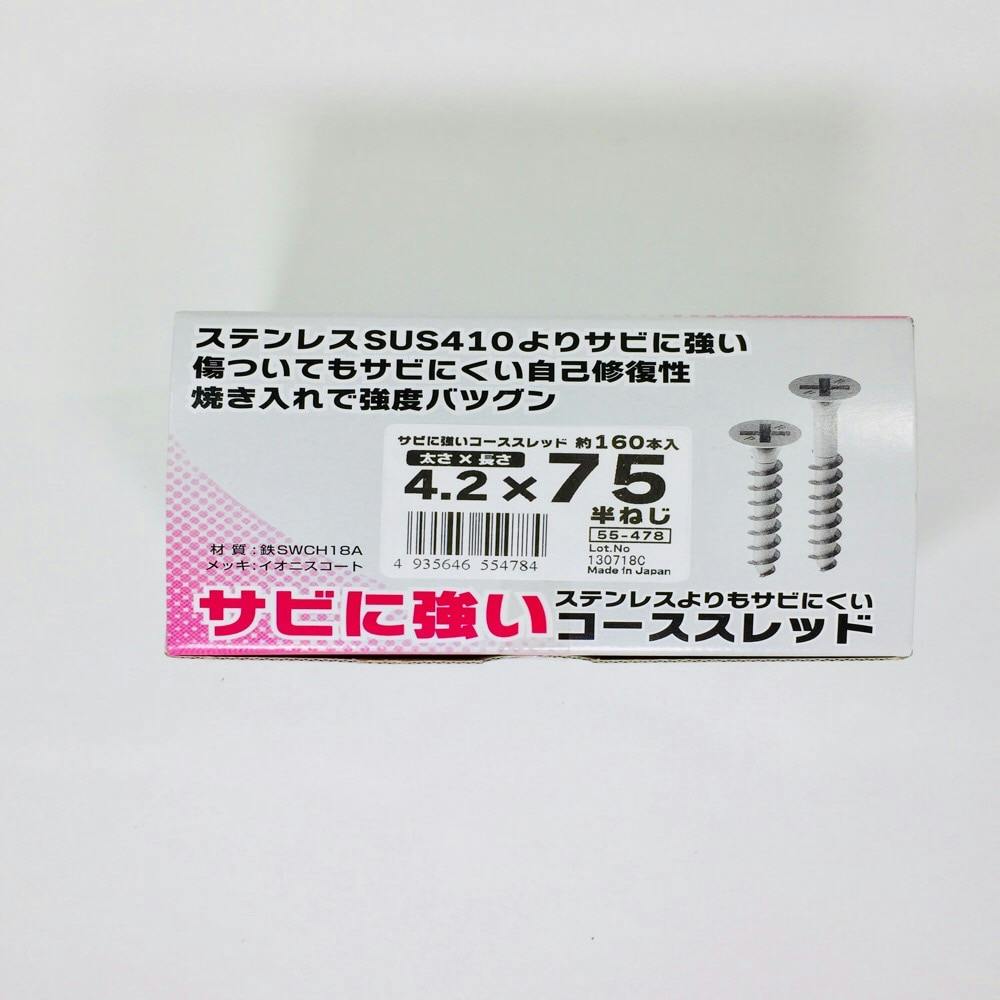 ステンレスSUS410よりサビに強い
傷ついてもサビにくい自己修復性
焼き入れで強度バツグン
サビに強いコーススレッド 約160本入
太さ×長さ
4.2×75
半ねじ
55-478
Lot.No
130718C
Made in Japan
4 935646 554784
材質:鉄SWCH18A
メッキ:イオニスコート
サビに強い
ステンレスよりもサビにくい
コーススレッド